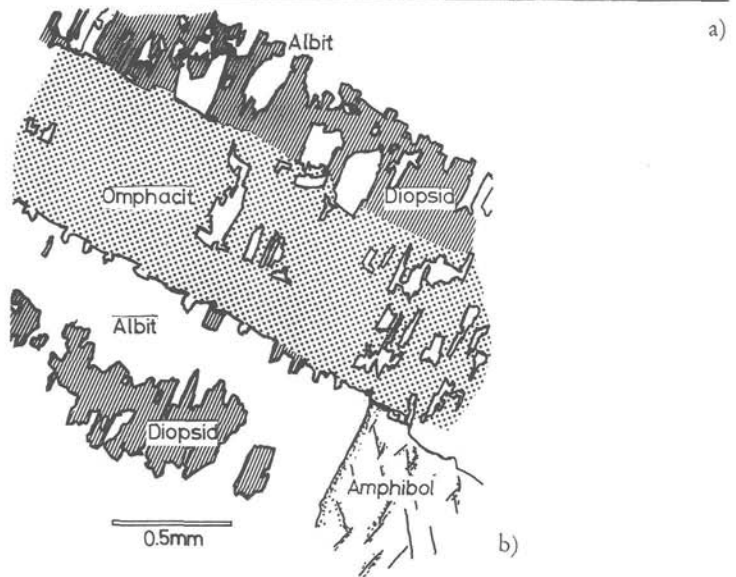 a)
Albit
Omphacit
Diopsid
Albit
Diopsid
Amphibol
0.5mm
b)